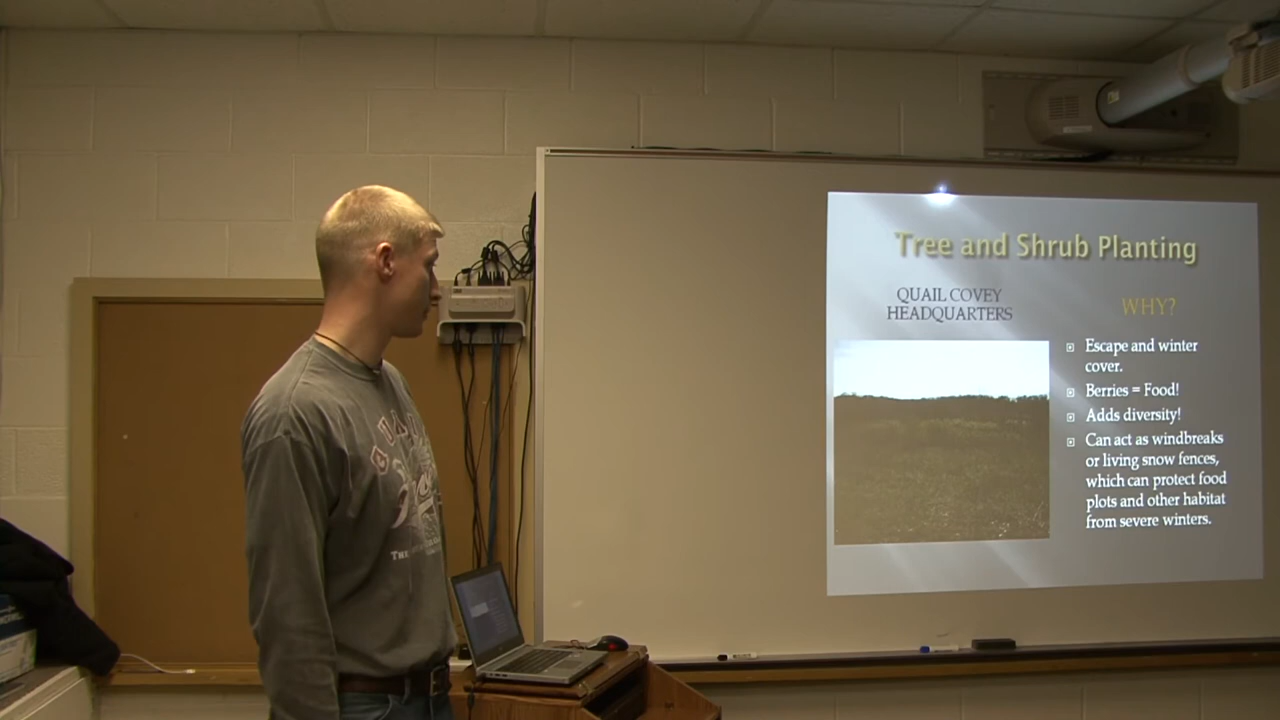 Tree and Shrub Planting
QUAIL COVEY
HEADQUARTERS
WHY?
Escape and winter
cover.
Berries = Food!
Adds diversity!
Can act as windbreaks
or living snow fences,
which can protect food
plots and other habitat
from severe winters.